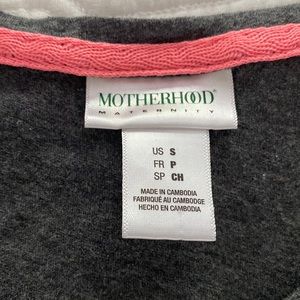 MOTHERHOOD®
MATERNITY
US S
FR P
SP CH
MADE IN CAMBODIA
FABRIQUÉ AU CAMBODGE
HECHO EN CAMBODIA